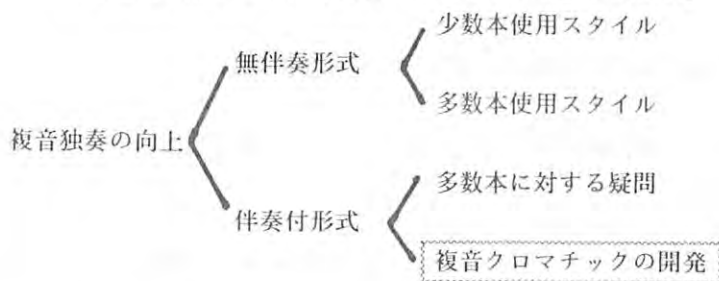 少数本使用スタイル
無伴奏形式
多数本使用スタイル
複音独奏の向上
多数本に対する疑問
伴奏付形式
複音クロマチックの開発